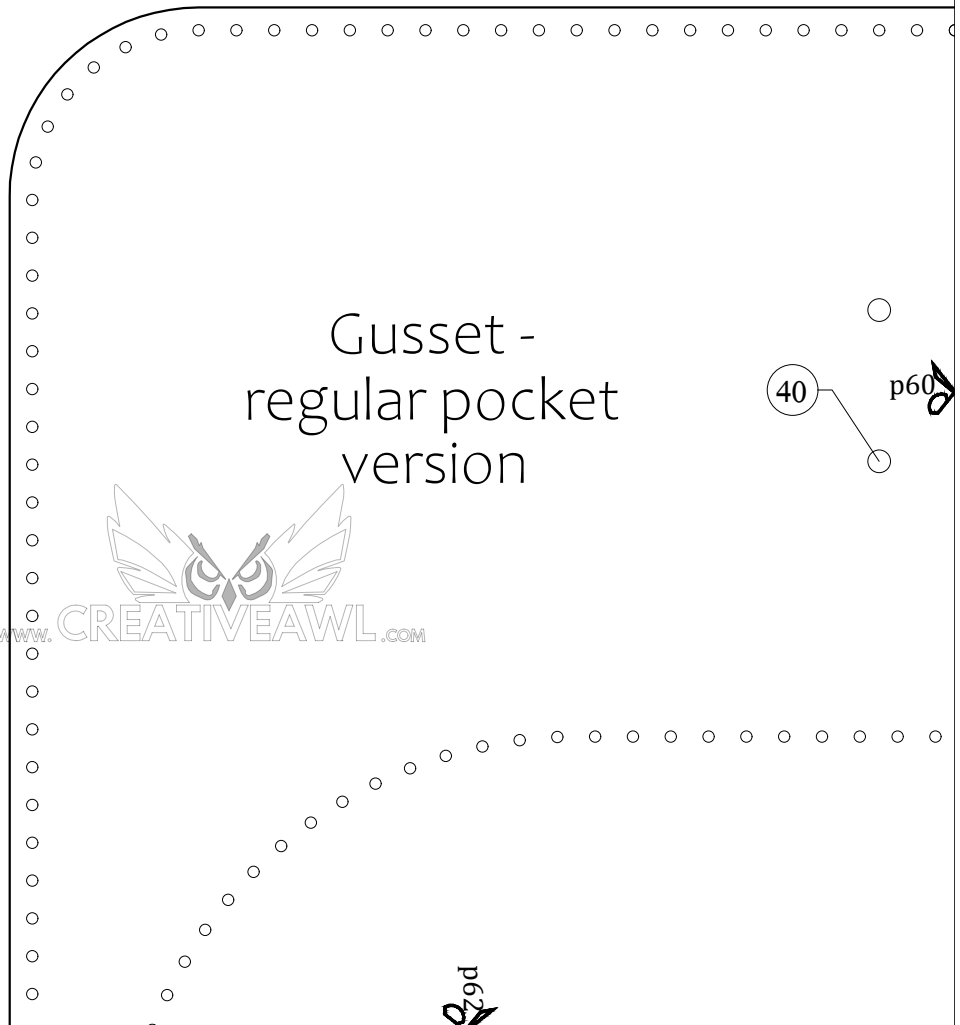 Gusset -
regular pocket
version
40
p60
www. CREATIVEAWL .COM
p62